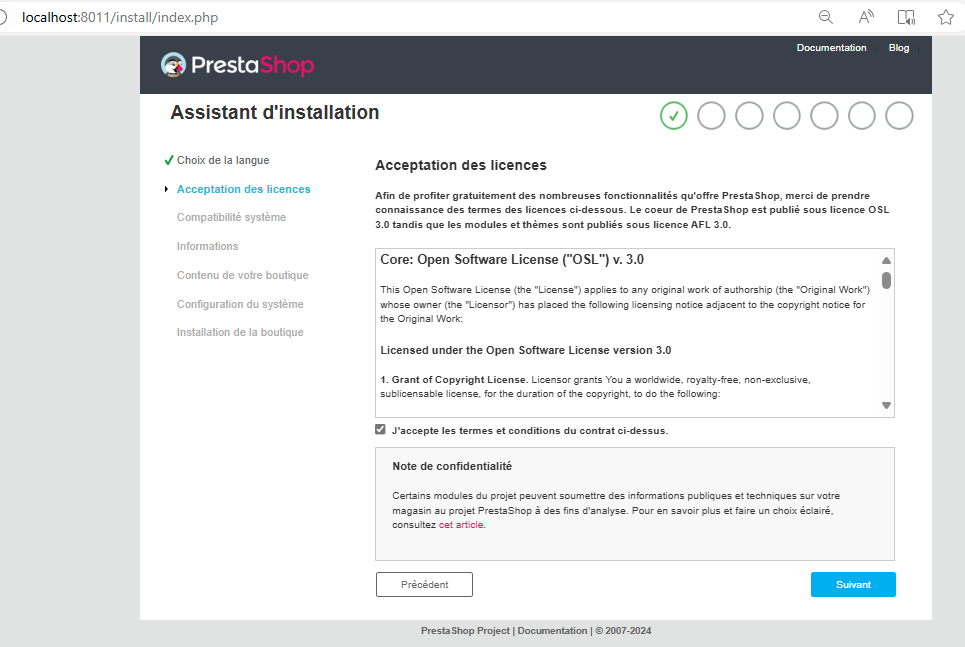 localhost:8011/install/index.php
Documentation
Blog
PrestaShop
Assistant d'installation
Choix de la langue
Acceptation des licences
Compatibilité système
Informations
Contenu de votre boutique
Configuration du système
Installation de la boutique
Acceptation des licences
Afin de profiter gratuitement des nombreuses fonctionnalités qu'offre PrestaShop, merci de prendre
connaissance des termes des licences ci-dessous. Le coeur de PrestaShop est publié sous licence OSL
3.0 tandis que les modules et thèmes sont publiés sous licence AFL 3.0.
Core: Open Software License ("OSL") v. 3.0
This Open Software License (the "License") applies to any original work of authorship (the "Original Work")
whose owner (the "Licensor") has placed the following licensing notice adjacent to the copyright notice for
the Original Work:
Licensed under the Open Software License version 3.0
1. Grant of Copyright License. Licensor grants You a worldwide, royalty-free, non-exclusive,
sublicensable license, for the duration of the copyright, to do the following:
J'accepte les termes et conditions du contrat ci-dessus.
Note de confidentialité
Certains modules du projet peuvent soumettre des informations publiques et techniques sur votre
magasin au projet PrestaShop à des fins d'analyse. Pour en savoir plus et faire un choix éclairé,
consultez cet article.
Précédent
Suivant
PrestaShop Project | Documentation | © 2007-2024